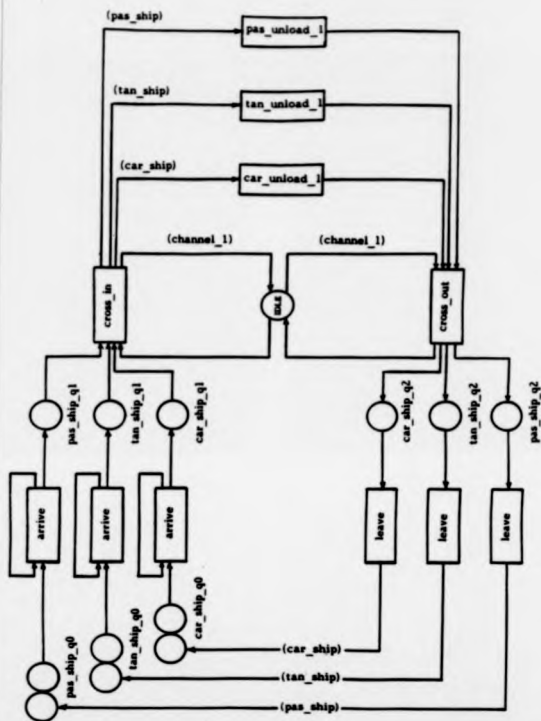 (pas_ship)
pas_unload_1
(tan_ship)
tan_unload_1
(car_ship)
car_unload_1
(channel_1)
(channel_1)
cross_in
IDLE
cross_out
pas_ship_q1
tan_ship_q1
car_ship_q1
car_ship_q2
tan_ship_q2
pas_ship_q2
arrive
arrive
arrive
leave
leave
leave
pas_ship_q0
tan_ship_q0
car_ship_q0
(car_ship)
(tan_ship)
(pas_ship)